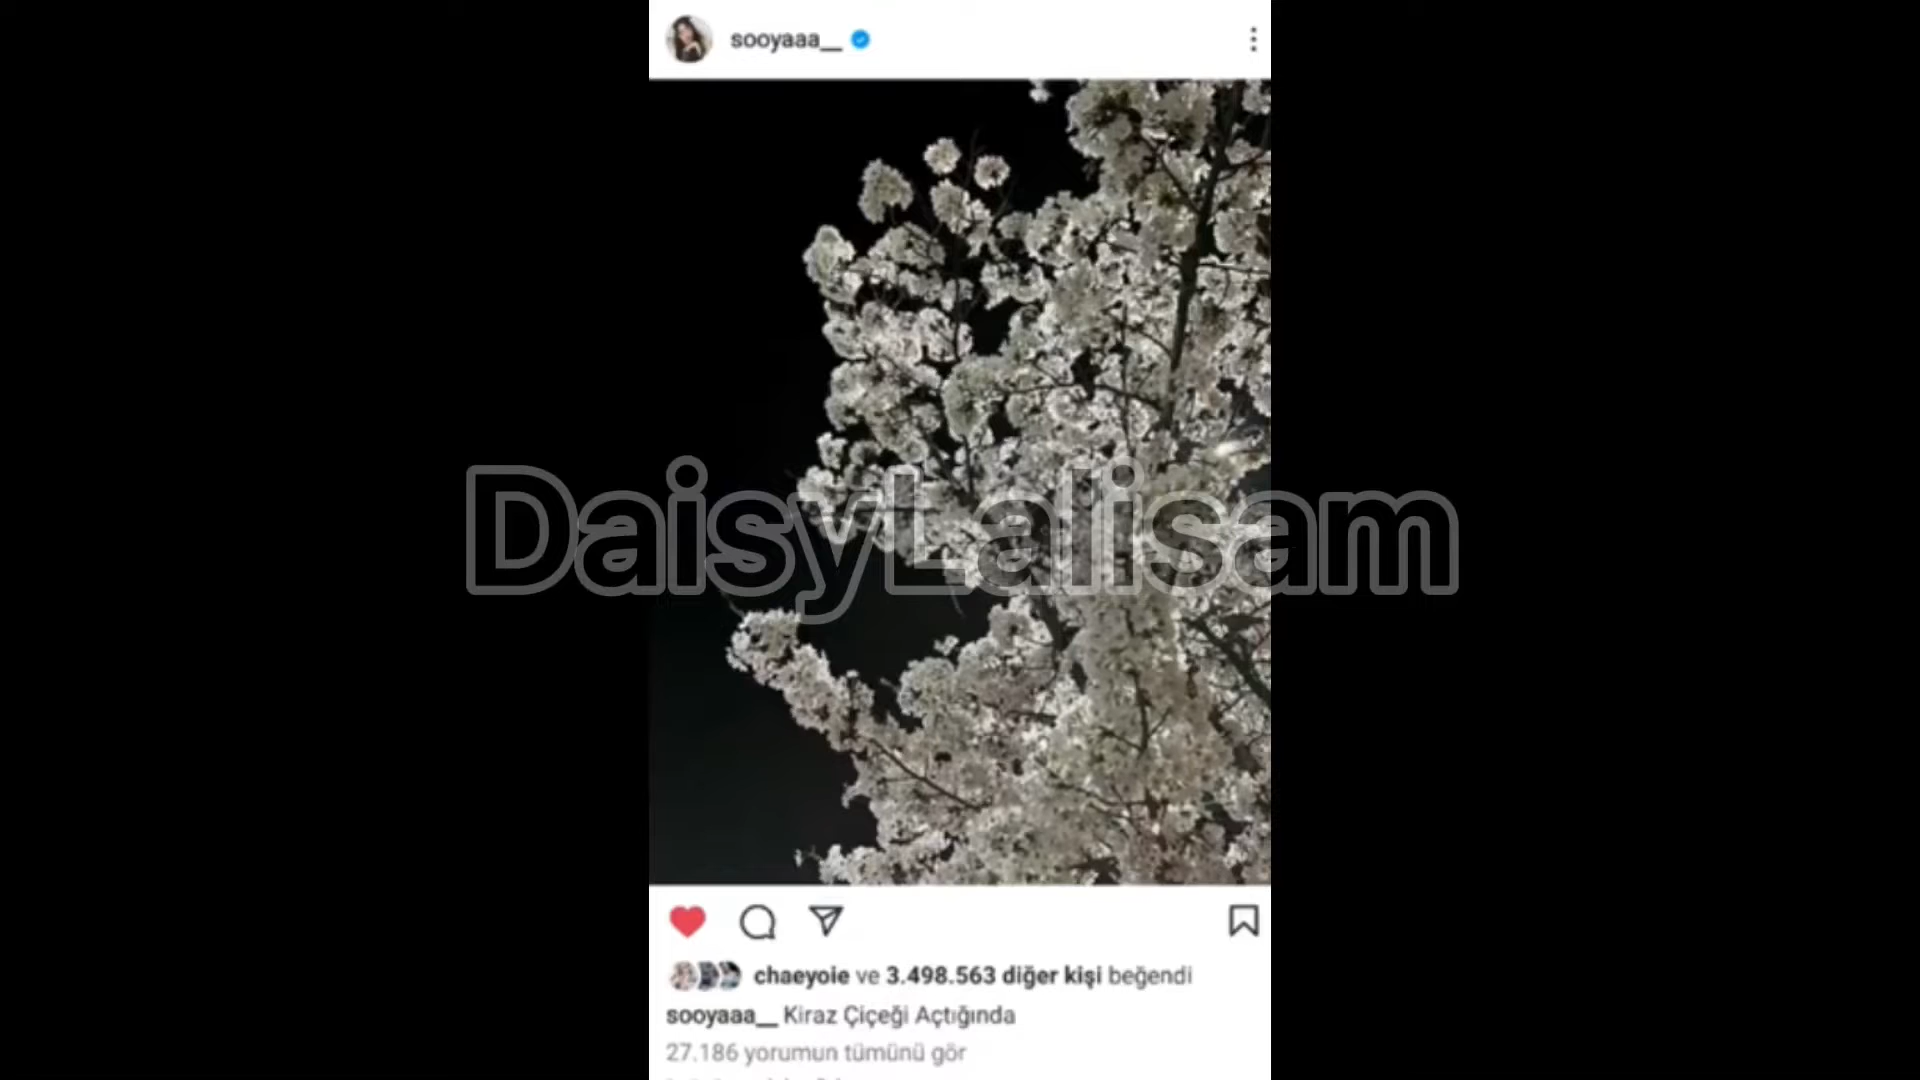 sooyaaa__
DaisyLalisam
chaeyoie ve 3.498.563 diğer kişi beğendi
sooyaaa__ Kiraz Çiçeği Açtığında
27.186 yorumun tümünü gör